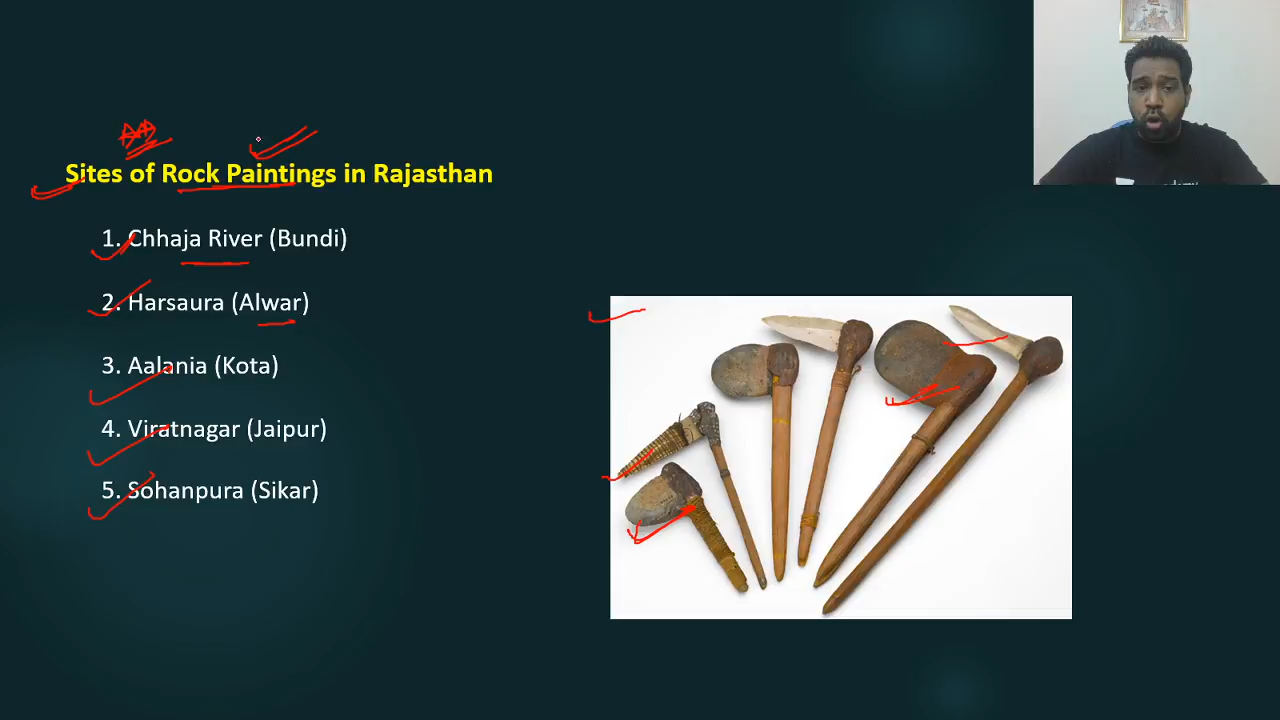 Sites of Rock Paintings in Rajasthan
1. Chhaja River (Bundi)
2. Harsaura (Alwar)
3. Aalania (Kota)
4. Viratnagar (Jaipur)
5. Sohanpura (Sikar)